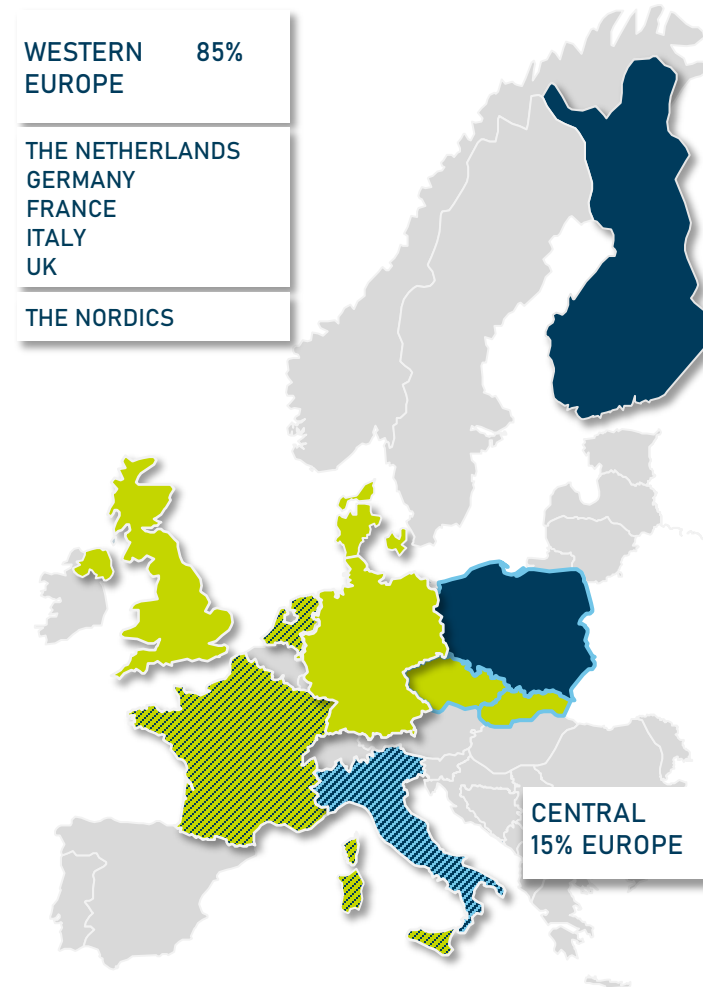 WESTERN 85%
EUROPE
THE NETHERLANDS
GERMANY
FRANCE
ITALY
UK
THE NORDICS
CENTRAL
15% EUROPE